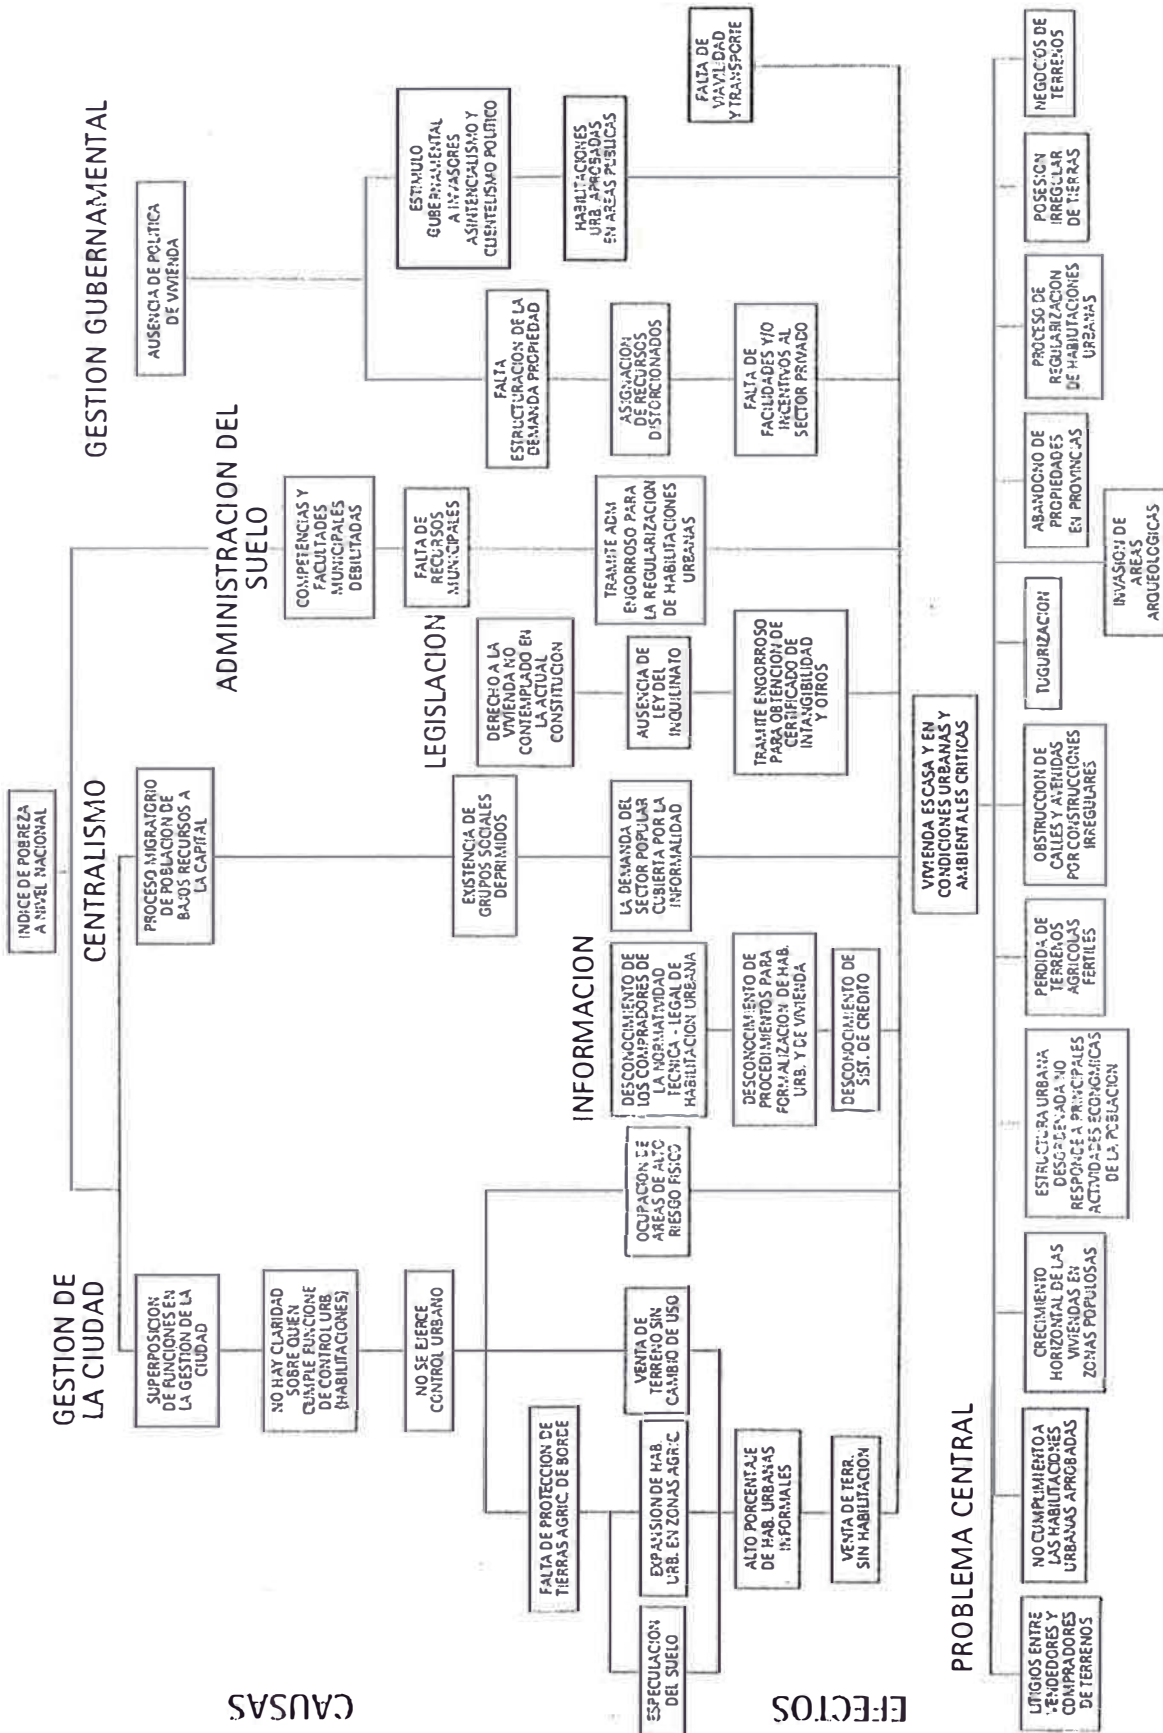 INDICE DE POBREZA
A NIVEL NACIONAL
GESTION DE
LA CIUDAD
CENTRALISMO
ADMINISTRACION DEL
SUELO
GESTION GUBERNAMENTAL
SUPERPOSICION
DE FUNCIONES EN
LA GESTION DE LA
CIUDAD
PROCESO MIGRATORIO
DE POBLACION DE
BAJOS RECURSOS A
LA CAPITAL
AUSENCIA DE POLITICA
DE VIVIENDA
NO HAY CLARIDAD
SOBRE QUIEN
CUMPLE FUNCIONE
DE CONTROL URB.
(HABILITACIONES)
COMPETENCIAS Y
FACULTADES
MUNICIPALES
DEBILITADAS
NO SE EJERCE
CONTROL URBANO
FALTA DE
RECURSOS
MUNICIPALES
ESTIMULO
GUBERNAMENTAL
A INVASORES
ASINTENCIALISMO Y
CLIENTELISMO POLITICO
CAUSAS
LEGISLACION
EXISTENCIA DE
GRUPOS SOCIALES
DEPRIMIDOS
DERECHO A LA
VIVIENDA NO
CONTEMPLADO EN
LA ACTUAL
CONSTITUCION
FALTA
ESTRUCTURACION DE LA
DEMANDA PROPIEDAD
HABILITACIONES
URB. APROBADAS
EN AREAS PUBLICAS
FALTA DE PROTECCION DE
TIERRAS AGRIC. DE BORDE
INFORMACION
ESPECULACION
DEL SUELO
EXPANSION DE HAB.
URB. EN ZONAS AGRIC.
VENTA DE
TERRENO SIN
CAMBIO DE USO
OCUPACION DE
AREAS DE ALTO
RIESGO FISICO
DESCONOCIMIENTO DE
LOS COMPRADORES DE
LA NORMATIVIDAD
TECNICA - LEGAL DE
HABILITACION URBANA
LA DEMANDA DEL
SECTOR POPULAR
CUBIERTA POR LA
INFORMALIDAD
AUSENCIA DE
LEY DEL
INQUILINATO
TRAMITE ADM
ENGORROSO PARA
LA REGULARIZACION
DE HABILITACIONES
URBANAS
ASIGNACION
DE RECURSOS
DISTORCIONADOS
FALTA DE
VIAVILIDAD
Y TRANSPORTE
ALTO PORCENTAJE
DE HAB. URBANAS
INFORMALES
DESCONOCIMIENTO DE
PROCEDIMIENTOS PARA
FORMALIZACION DE HAB.
URB. Y DE VIVIENDA
TRAMITE ENGORROSO
PARA OBTENCION DE
CERTIFICADO DE
INTANGIBILIDAD
Y OTROS
FALTA DE
FACILIDADES Y/O
INCENTIVOS AL
SECTOR PRIVADO
VENTA DE TERR.
SIN HABILITACION
DESCONOCIMIENTO DE
SIST. DE CREDITO
EFECTOS
PROBLEMA CENTRAL
VIVIENDA ESCASA Y EN
CONDICIONES URBANAS Y
AMBIENTALES CRITICAS
LITIGIOS ENTRE
VENDEDORES Y
COMPRADORES
DE TERRENOS
NO CUMPLIMIENTO A
LAS HABILITACIONES
URBANAS APROBADAS
CRECIMIENTO
HORIZONTAL DE LAS
VIVIENDAS EN
ZONAS POPULOSAS
ESTRUCTURA URBANA
DESORDENADA NO
RESPONDE A PRINCIPALES
ACTIVIDADES ECONOMICAS
DE LA POBLACION
PERDIDA DE
TERRENOS
AGRICOLAS
FERTILES
OBSTRUCCION DE
CALLES Y AVENIDAS
POR CONSTRUCCIONES
IRREGULARES
TUGURIZACION
INVASION DE
AREAS
ARQUEOLOGICAS
ABANDONO DE
PROPIEDADES
EN PROVINCIAS
PROCESO DE
REGULARIZACION
DE HABILITACIONES
URBANAS
POSESION
IRREGULAR
DE TIERRAS
NEGOCIOS DE
TERRENOS